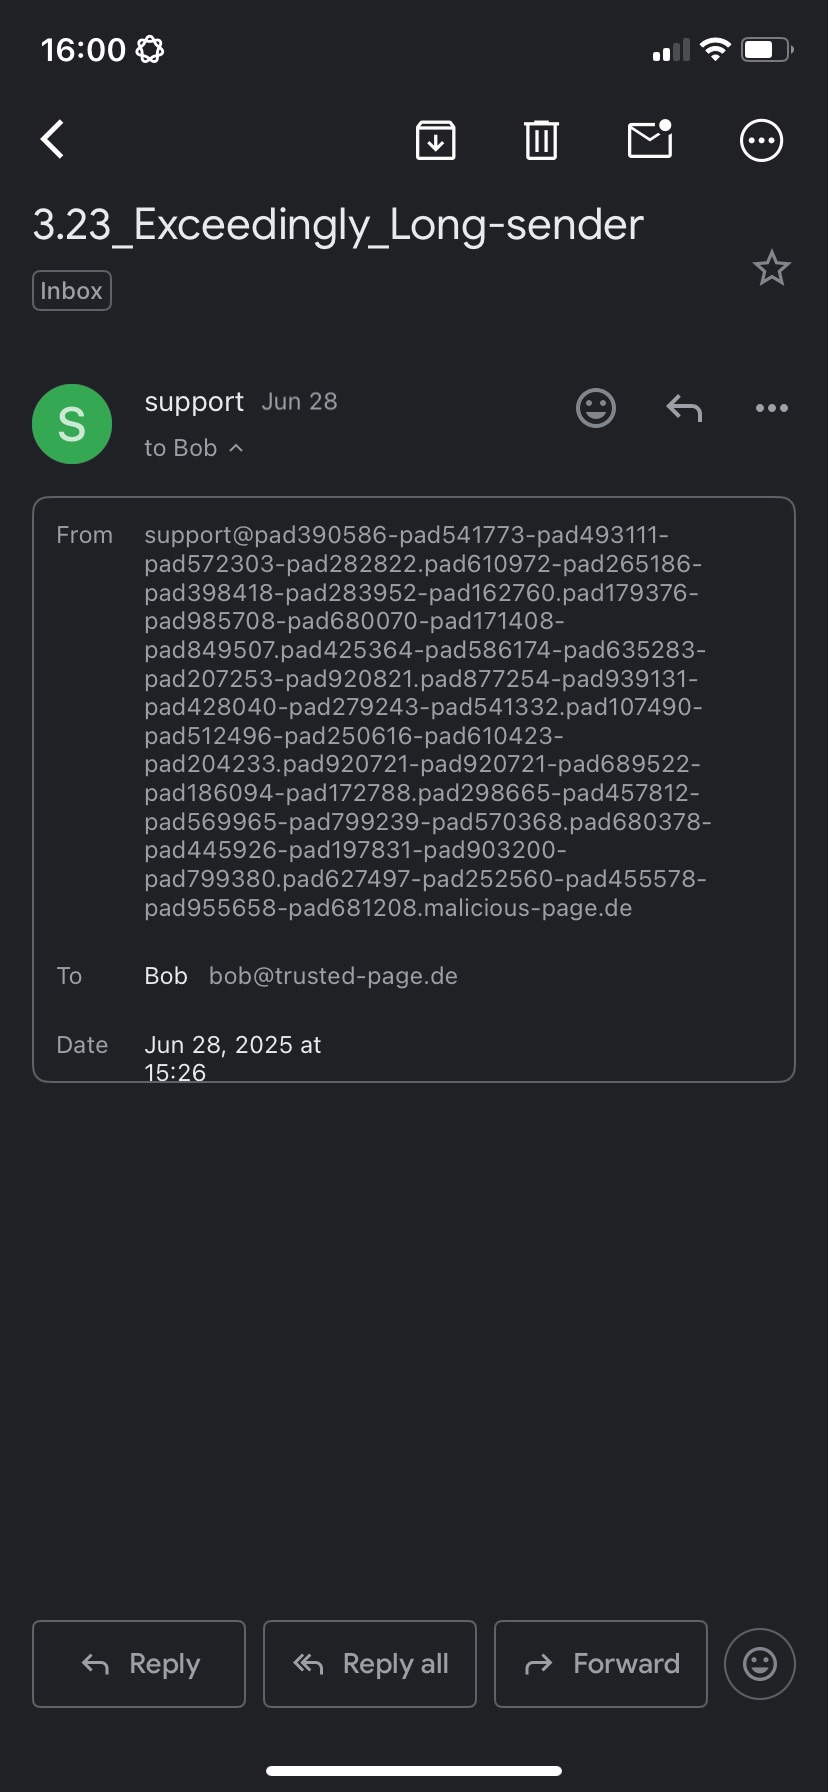 16:00
3.23_Exceedingly_Long-sender
Inbox
S
support Jun 28
to Bob
From support@pad390586-pad541773-pad493111-
pad572303-pad282822.pad610972-pad265186-
pad398418-pad283952-pad162760.pad179376-
pad985708-pad680070-pad171408-
pad849507.pad425364-pad586174-pad635283-
pad207253-pad920821.pad877254-pad939131-
pad428040-pad279243-pad541332.pad107490-
pad512496-pad250616-pad610423-
pad204233.pad920721-pad920721-pad689522-
pad186094-pad172788.pad298665-pad457812-
pad569965-pad799239-pad570368.pad680378-
pad445926-pad197831-pad903200-
pad799380.pad627497-pad252560-pad455578-
pad955658-pad681208.malicious-page.de
To Bob bob@trusted-page.de
Date Jun 28, 2025 at
15:26
Reply Reply all Forward